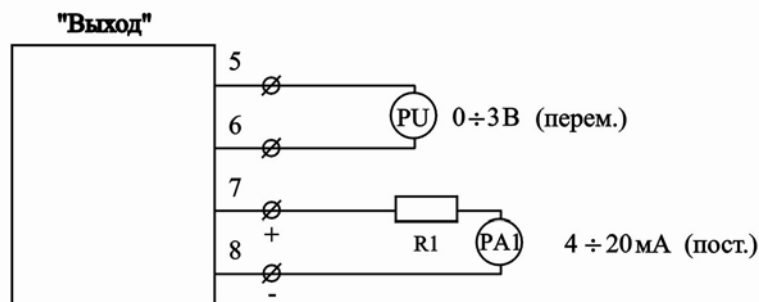 "Выход"
5
6
PU 0÷3В (перем.)
7
+
R1
PA1 4÷20мА (пост.)
8
-